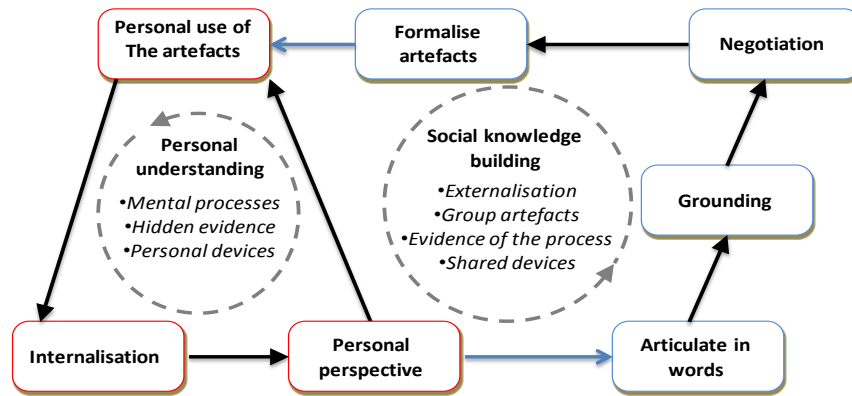 Personal use of
The artefacts
Formalise
artefacts
Negotiation
Personal
understanding
•Mental processes
•Hidden evidence
•Personal devices
Social knowledge
building
•Externalisation
•Group artefacts
•Evidence of the process
•Shared devices
Grounding
Internalisation
Personal
perspective
Articulate in
words